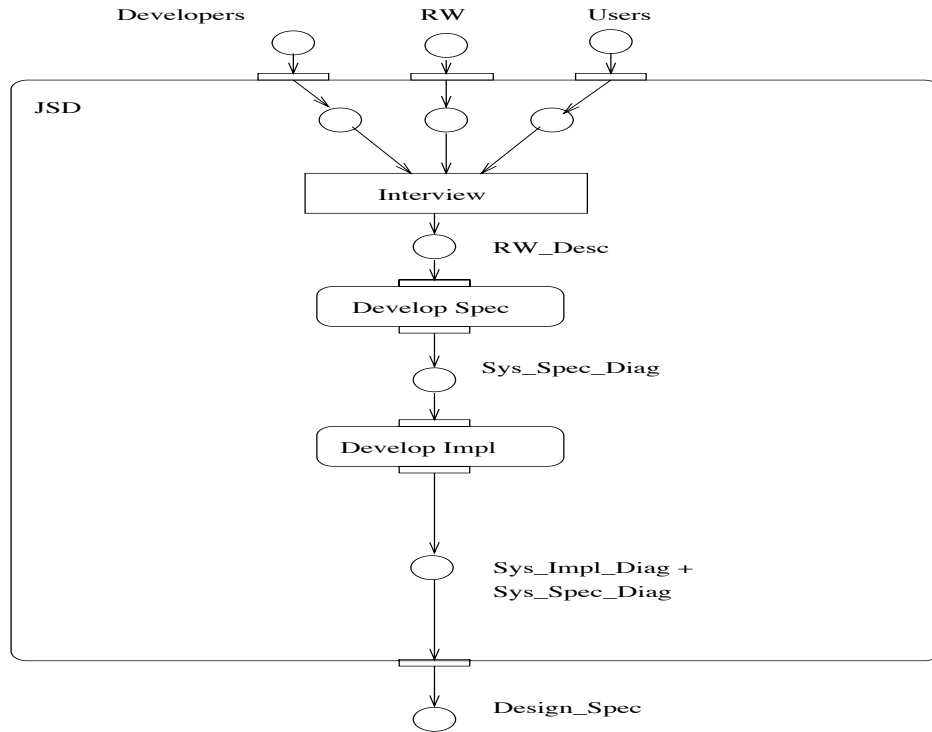 Developers
RW
Users
JSD
Interview
RW_Desc
Develop Spec
Sys_Spec_Diag
Develop Impl
Sys_Impl_Diag +
Sys_Spec_Diag
Design_Spec